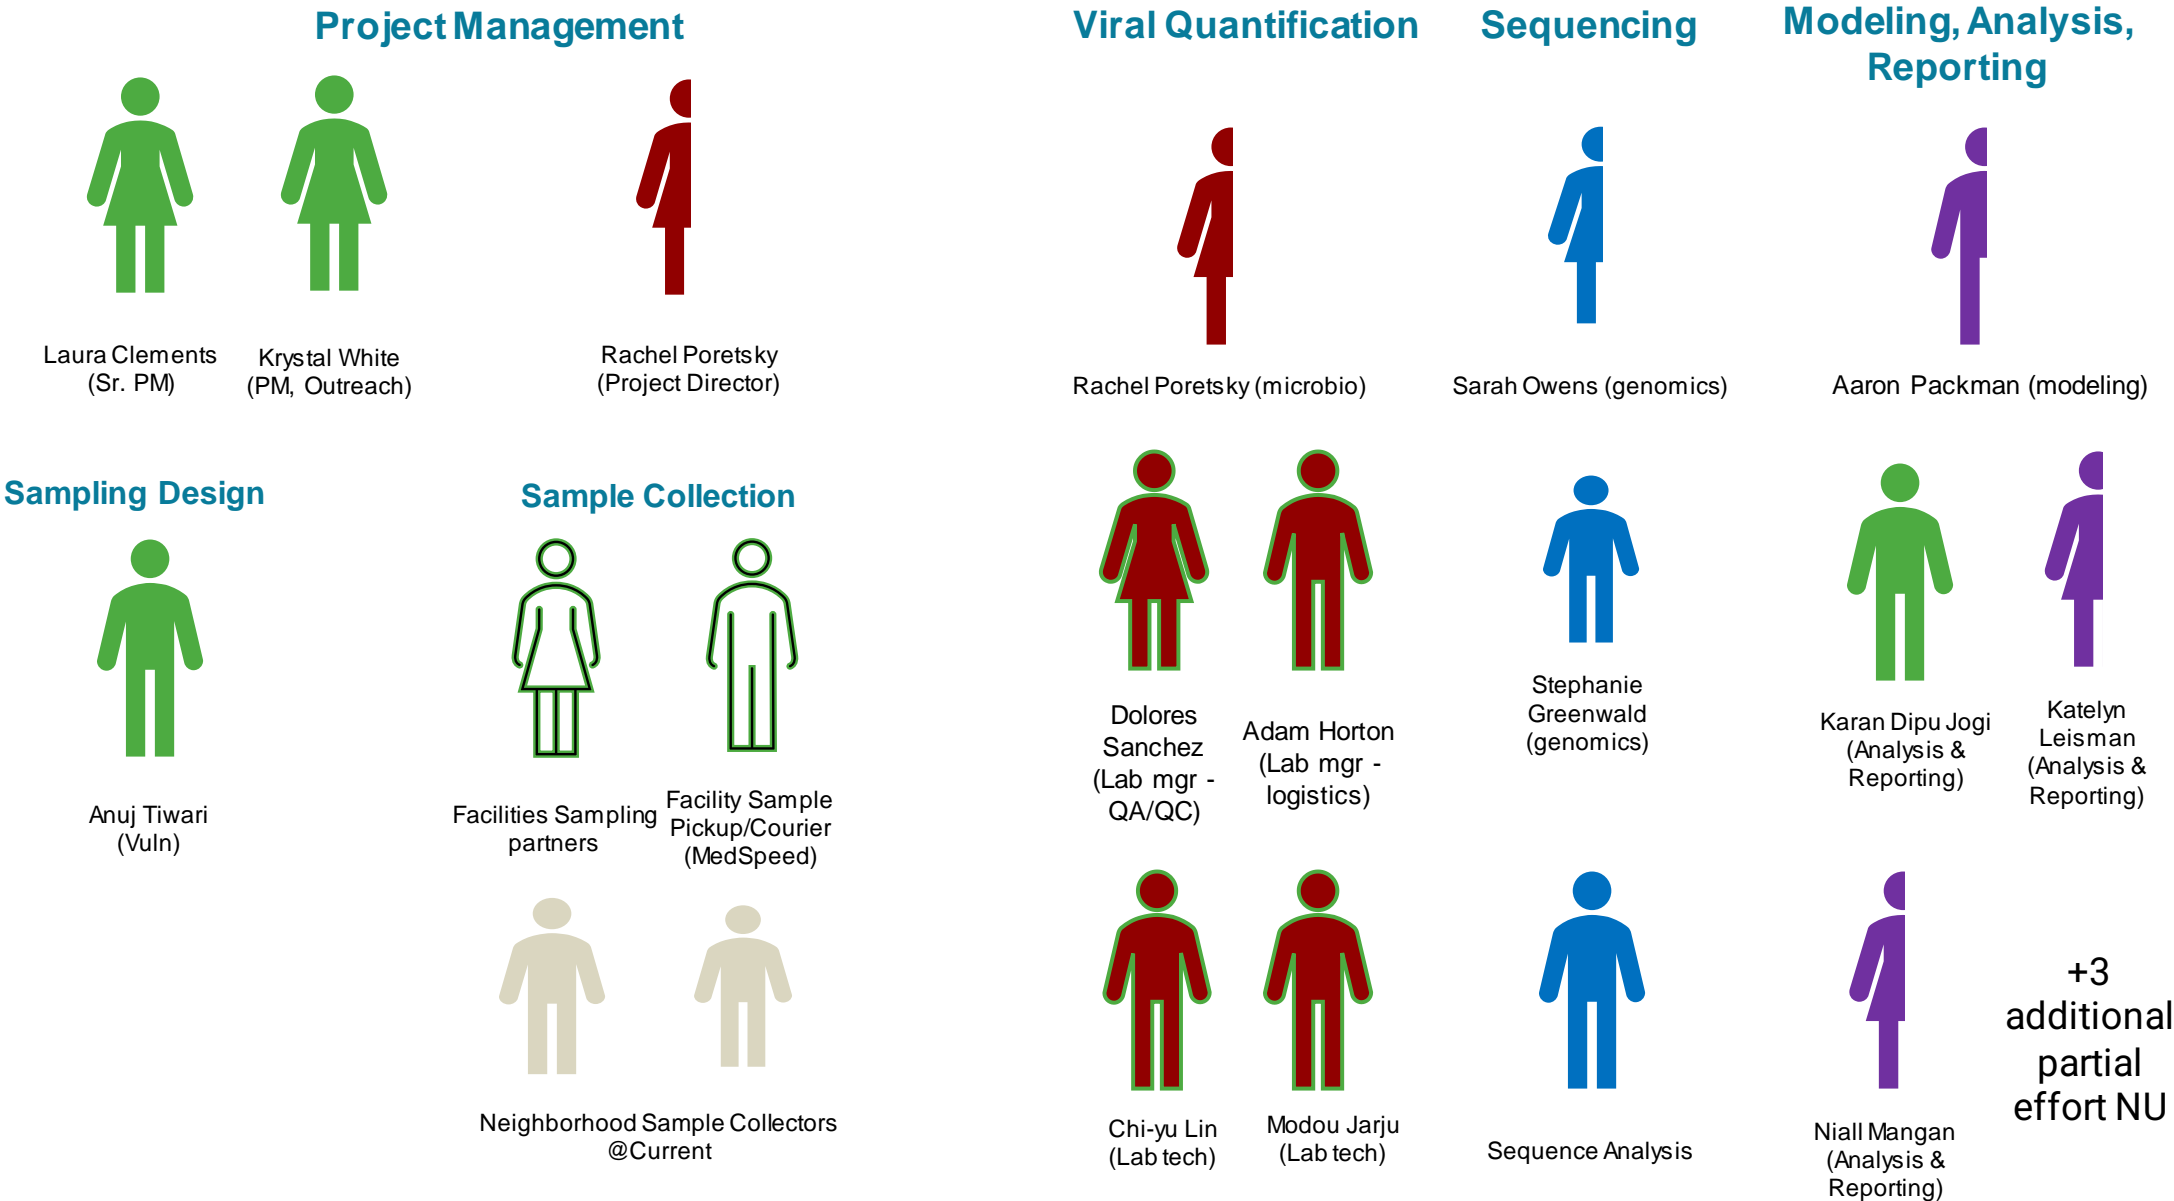 Project Management
Laura Clements
(Sr. PM)
Krystal White
(PM, Outreach)
Rachel Poretsky
(Project Director)
Sampling Design
Anuj Tiwari
(Vuln)
Sample Collection
Facilities Sampling
partners
Facility Sample
Pickup/Courier
(MedSpeed)
Neighborhood Sample Collectors
@Current
Viral Quantification
Rachel Poretsky (microbio)
Dolores
Sanchez
(Lab mgr -
QA/QC)
Adam Horton
(Lab mgr -
logistics)
Chi-yu Lin
(Lab tech)
Modou Jarju
(Lab tech)
Sequencing
Sarah Owens (genomics)
Stephanie
Greenwald
(genomics)
Sequence Analysis
Modeling, Analysis,
Reporting
Aaron Packman (modeling)
Karan Dipu Jogi
(Analysis &
Reporting)
Katelyn
Leisman
(Analysis &
Reporting)
Niall Mangan
(Analysis &
Reporting)
+3
additional
partial
effort NU